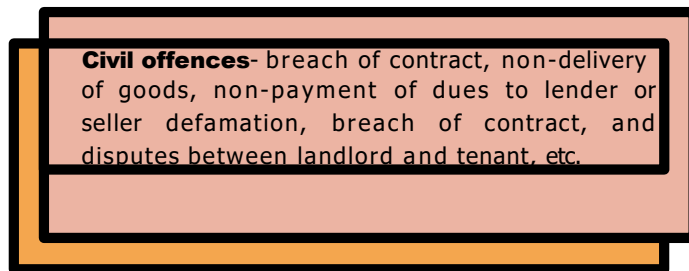 Civil offences- breach of contract, non-delivery
of goods, non-payment of dues to lender or
seller defamation, breach of contract, and
disputes between landlord and tenant, etc.